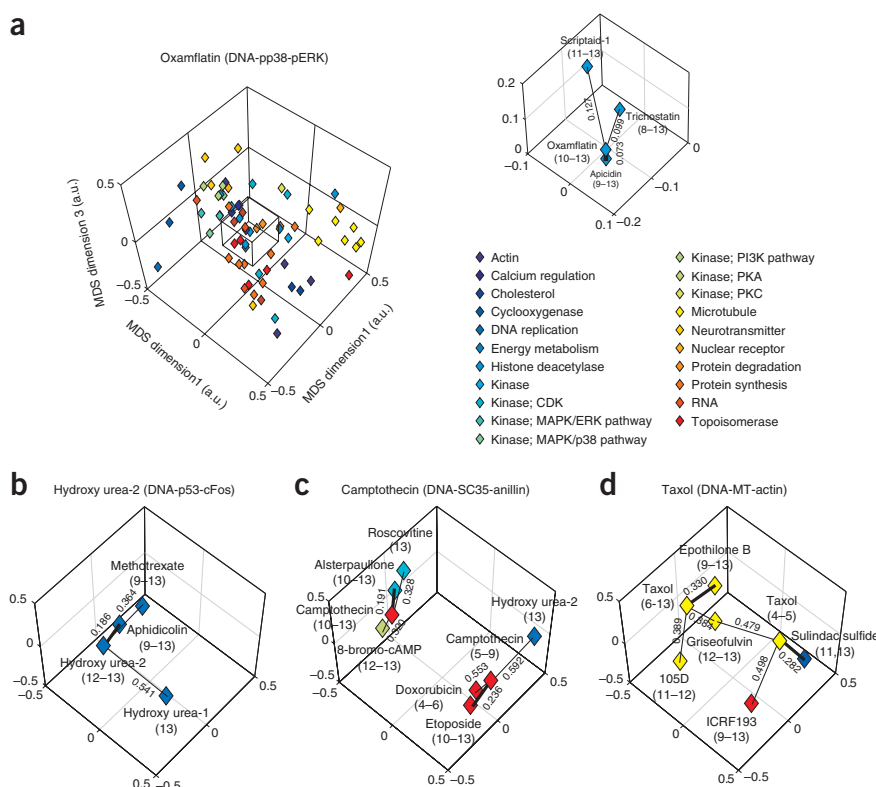 a
Oxamflatin (DNA-pp38-pERK)
MDS dimension 3 (a.u.)
0.5
0
−0.5
−0.5
MDS dimension1 (a.u.)
0
0.5
−0.5
MDS dimension1 (a.u.)
0
0.5
Scriptaid-1
(11–13)
0.2
0.1
0
−0.1
0.127
Trichostatin
(8–13)
0.099
Oxamflatin
(10–13)
0.073
Apicidin
(9–13)
0
−0.1
0
0.1
−0.2
Actin
Calcium regulation
Cholesterol
Cyclooxygenase
DNA replication
Energy metabolism
Histone deacetylase
Kinase
Kinase; CDK
Kinase; MAPK/ERK pathway
Kinase; MAPK/p38 pathway
Kinase; PI3K pathway
Kinase; PKA
Kinase; PKC
Microtubule
Neurotransmitter
Nuclear receptor
Protein degradation
Protein synthesis
RNA
Topoisomerase
b
Hydroxy urea-2 (DNA-p53-cFos)
Methotrexate
(9–13)
0.5
0.364
0.186
Aphidicolin
(9–13)
0
Hydroxy urea-2
(12–13)
−0.5
−0.5
0.541
Hydroxy urea-1
(13)
0.5
0
0
0.5
−0.5
c
Camptothecin (DNA-SC35-anillin)
Roscovitine
(13)
Alsterpaullone
(10–13)
0.5
0.191
0.328
Camptothecin
(10–13)
0
8-bromo-cAMP
(12–13)
−0.5
−0.5
Hydroxy urea-2
(13)
Camptothecin
(5–9)
0.592
0.553
Doxorubicin
(4–6)
0.236
Etoposide
(10–13)
0.5
0
0
0.5
−0.5
d
Taxol (DNA-MT-actin)
Epothilone B
(9–13)
0.330
Taxol
(6-13)
0.5
Taxol
(4–5)
0.479
0.389
Griseofulvin
(12–13)
Sulindac sulfide
(11,13)
0.282
0
105D
(11–12)
0.498
−0.5
−0.5
ICRF193
(9–13)
0.5
0
0
0.5
−0.5